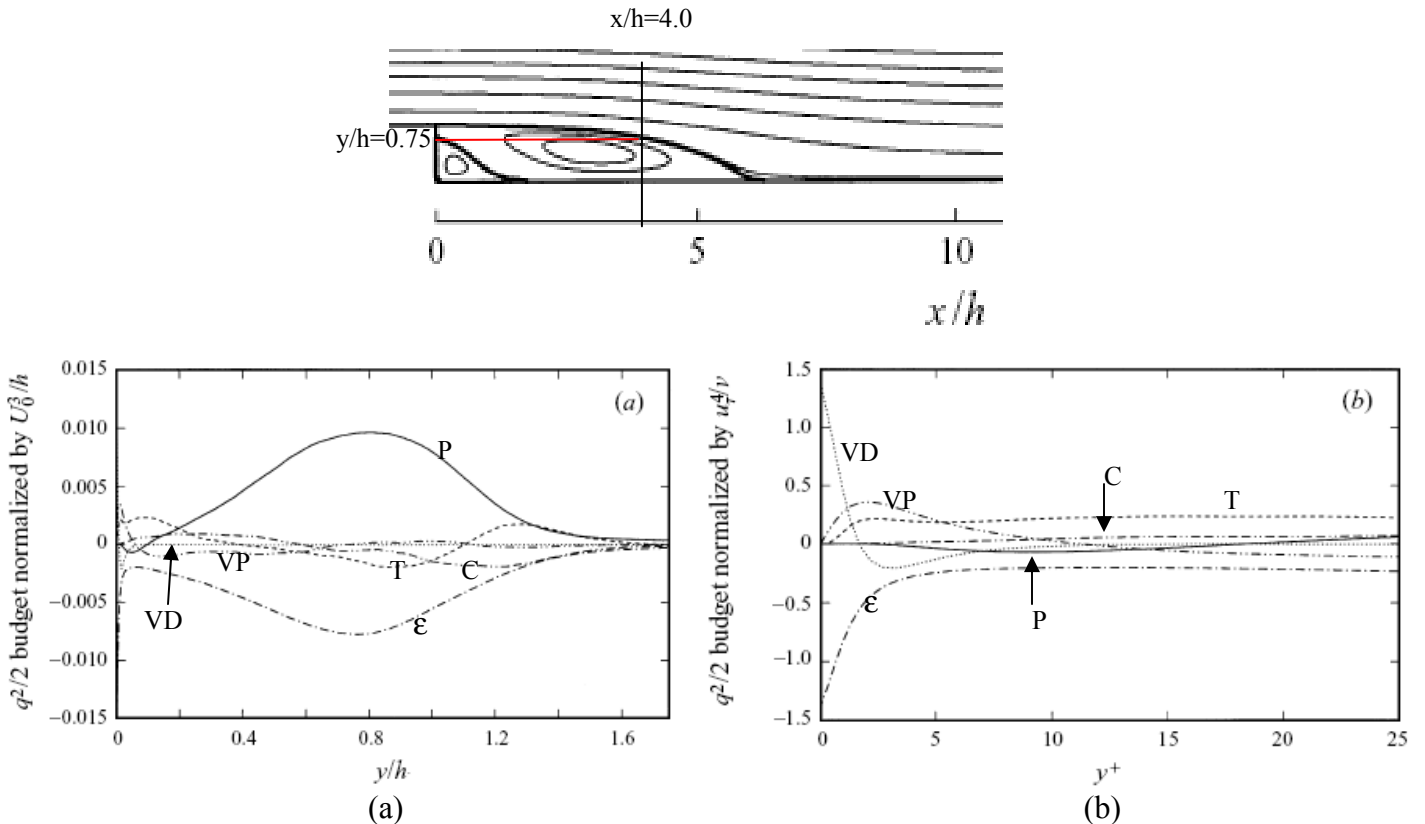 x/h=4.0
y/h=0.75
0 5 10
x/h
q²/2 budget normalized by U₀³/h
0.015
0.010
0.005
0
−0.005
−0.010
−0.015
(a)
P
VP
T
C
VD
ε
0 0.4 0.8 1.2 1.6
y/h
(a)
q²/2 budget normalized by uτ⁴/ν
1.5
1.0
0.5
0
−0.5
−1.0
−1.5
(b)
VD
VP
C
T
ε
P
0 5 10 15 20 25
y⁺
(b)